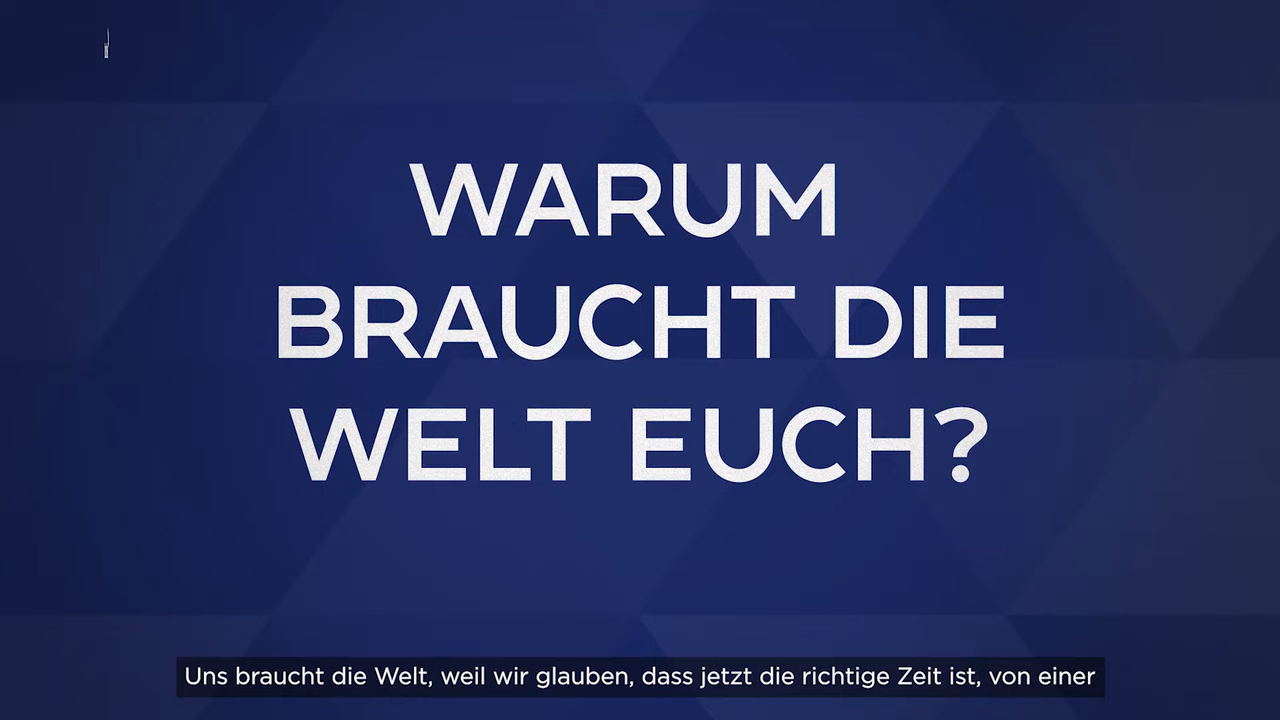 WARUM
BRAUCHT DIE
WELT EUCH?
Uns braucht die Welt, weil wir glauben, dass jetzt die richtige Zeit ist, von einer